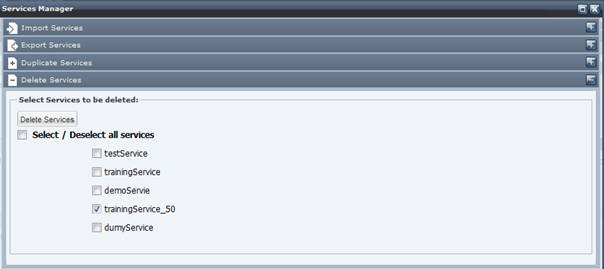 Services Manager
Import Services
Export Services
Duplicate Services
Delete Services
Select Services to be deleted:
Delete Services
Select / Deselect all services
testService
trainingService
demoServie
trainingService_50
dumyService